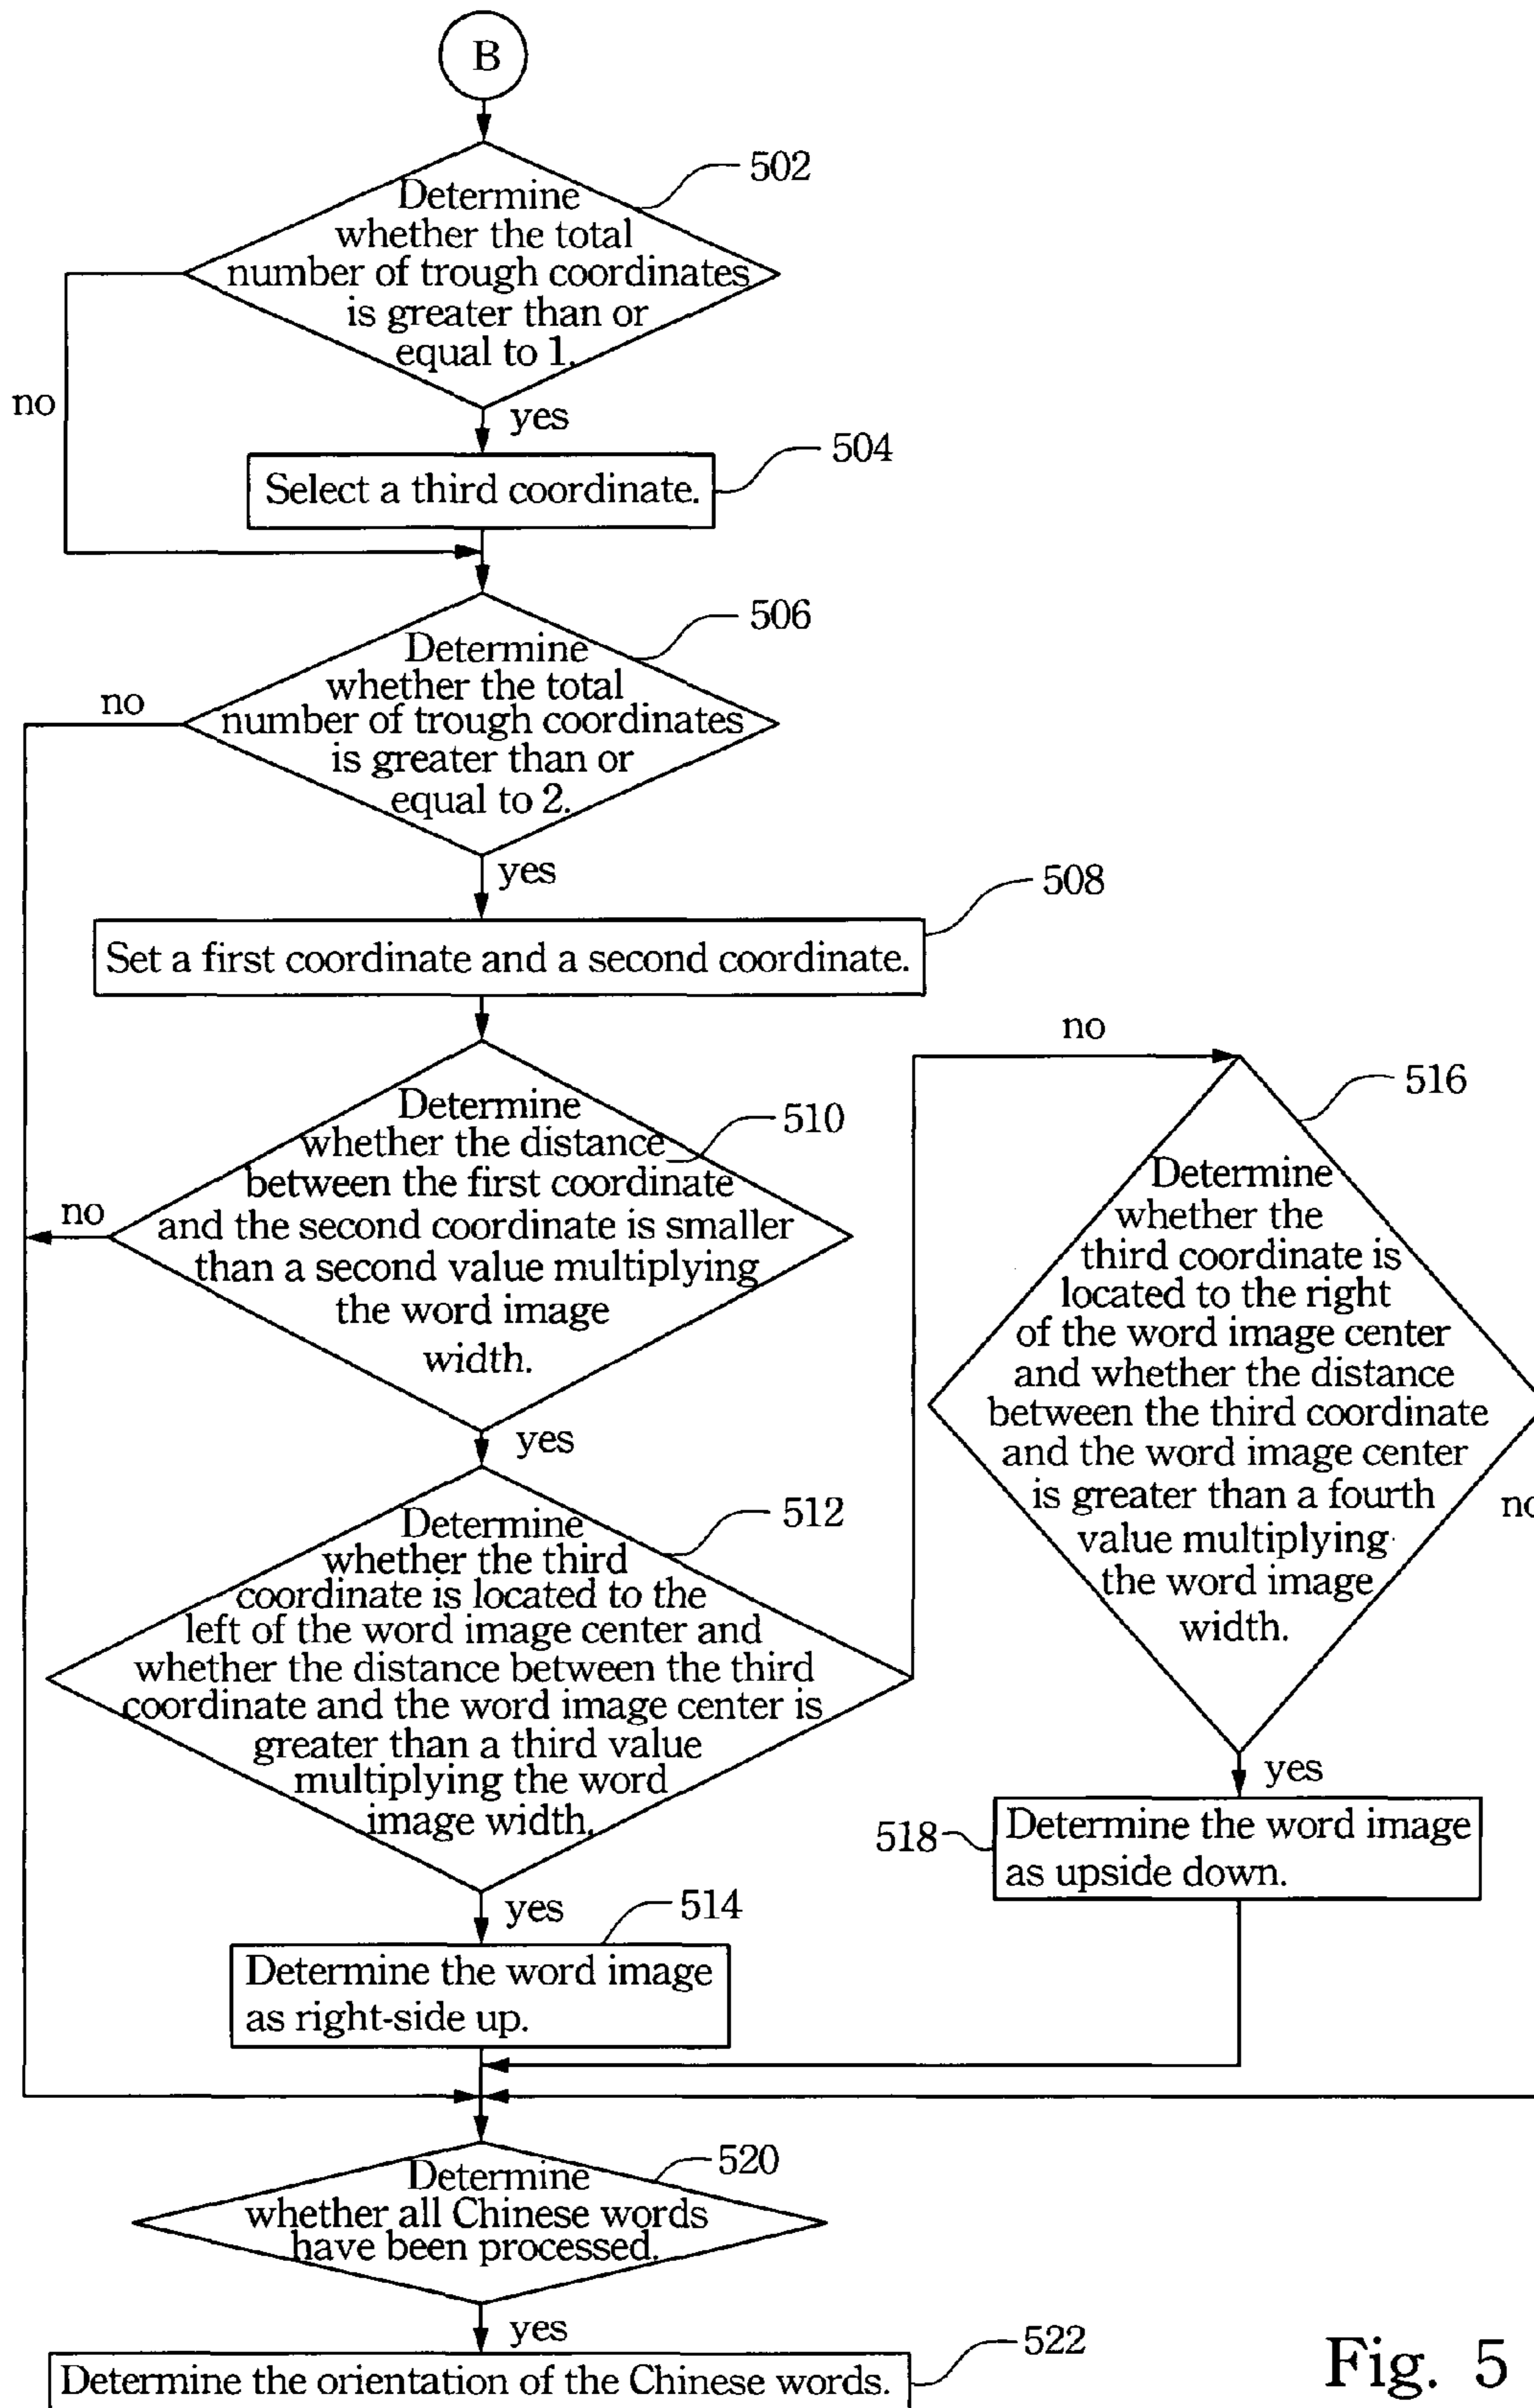 B
502
Determine
whether the total
number of trough coordinates
is greater than or
equal to 1.
no
yes
504
Select a third coordinate.
506
Determine
whether the total
number of trough coordinates
is greater than or
equal to 2.
no
yes
508
Set a first coordinate and a second coordinate.
510
Determine
whether the distance
between the first coordinate
and the second coordinate is smaller
than a second value multiplying
the word image
width.
no
yes
512
Determine
whether the third
coordinate is located to the
left of the word image center and
whether the distance between the third
coordinate and the word image center is
greater than a third value
multiplying the word
image width.
no
yes
514
Determine the word image
as right-side up.
516
Determine
whether the
third coordinate is
located to the right
of the word image center
and whether the distance
between the third coordinate
and the word image center
is greater than a fourth
value multiplying
the word image
width.
yes
518
Determine the word image
as upside down.
520
Determine
whether all Chinese words
have been processed.
yes
522
Determine the orientation of the Chinese words.
Fig. 5